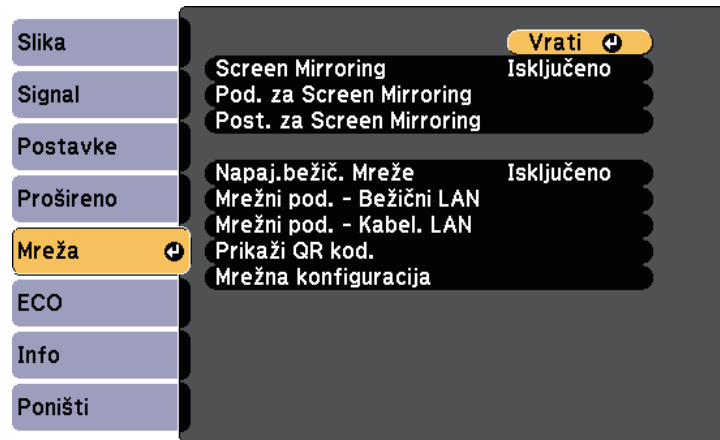 Slika
Signal
Postavke
Prošireno
Mreža
ECO
Info
Poništi
Vrati
Screen Mirroring Isključeno
Pod. za Screen Mirroring
Post. za Screen Mirroring
Napaj.bežič. Mreže Isključeno
Mrežni pod. - Bežični LAN
Mrežni pod. - Kabel. LAN
Prikaži QR kod.
Mrežna konfiguracija